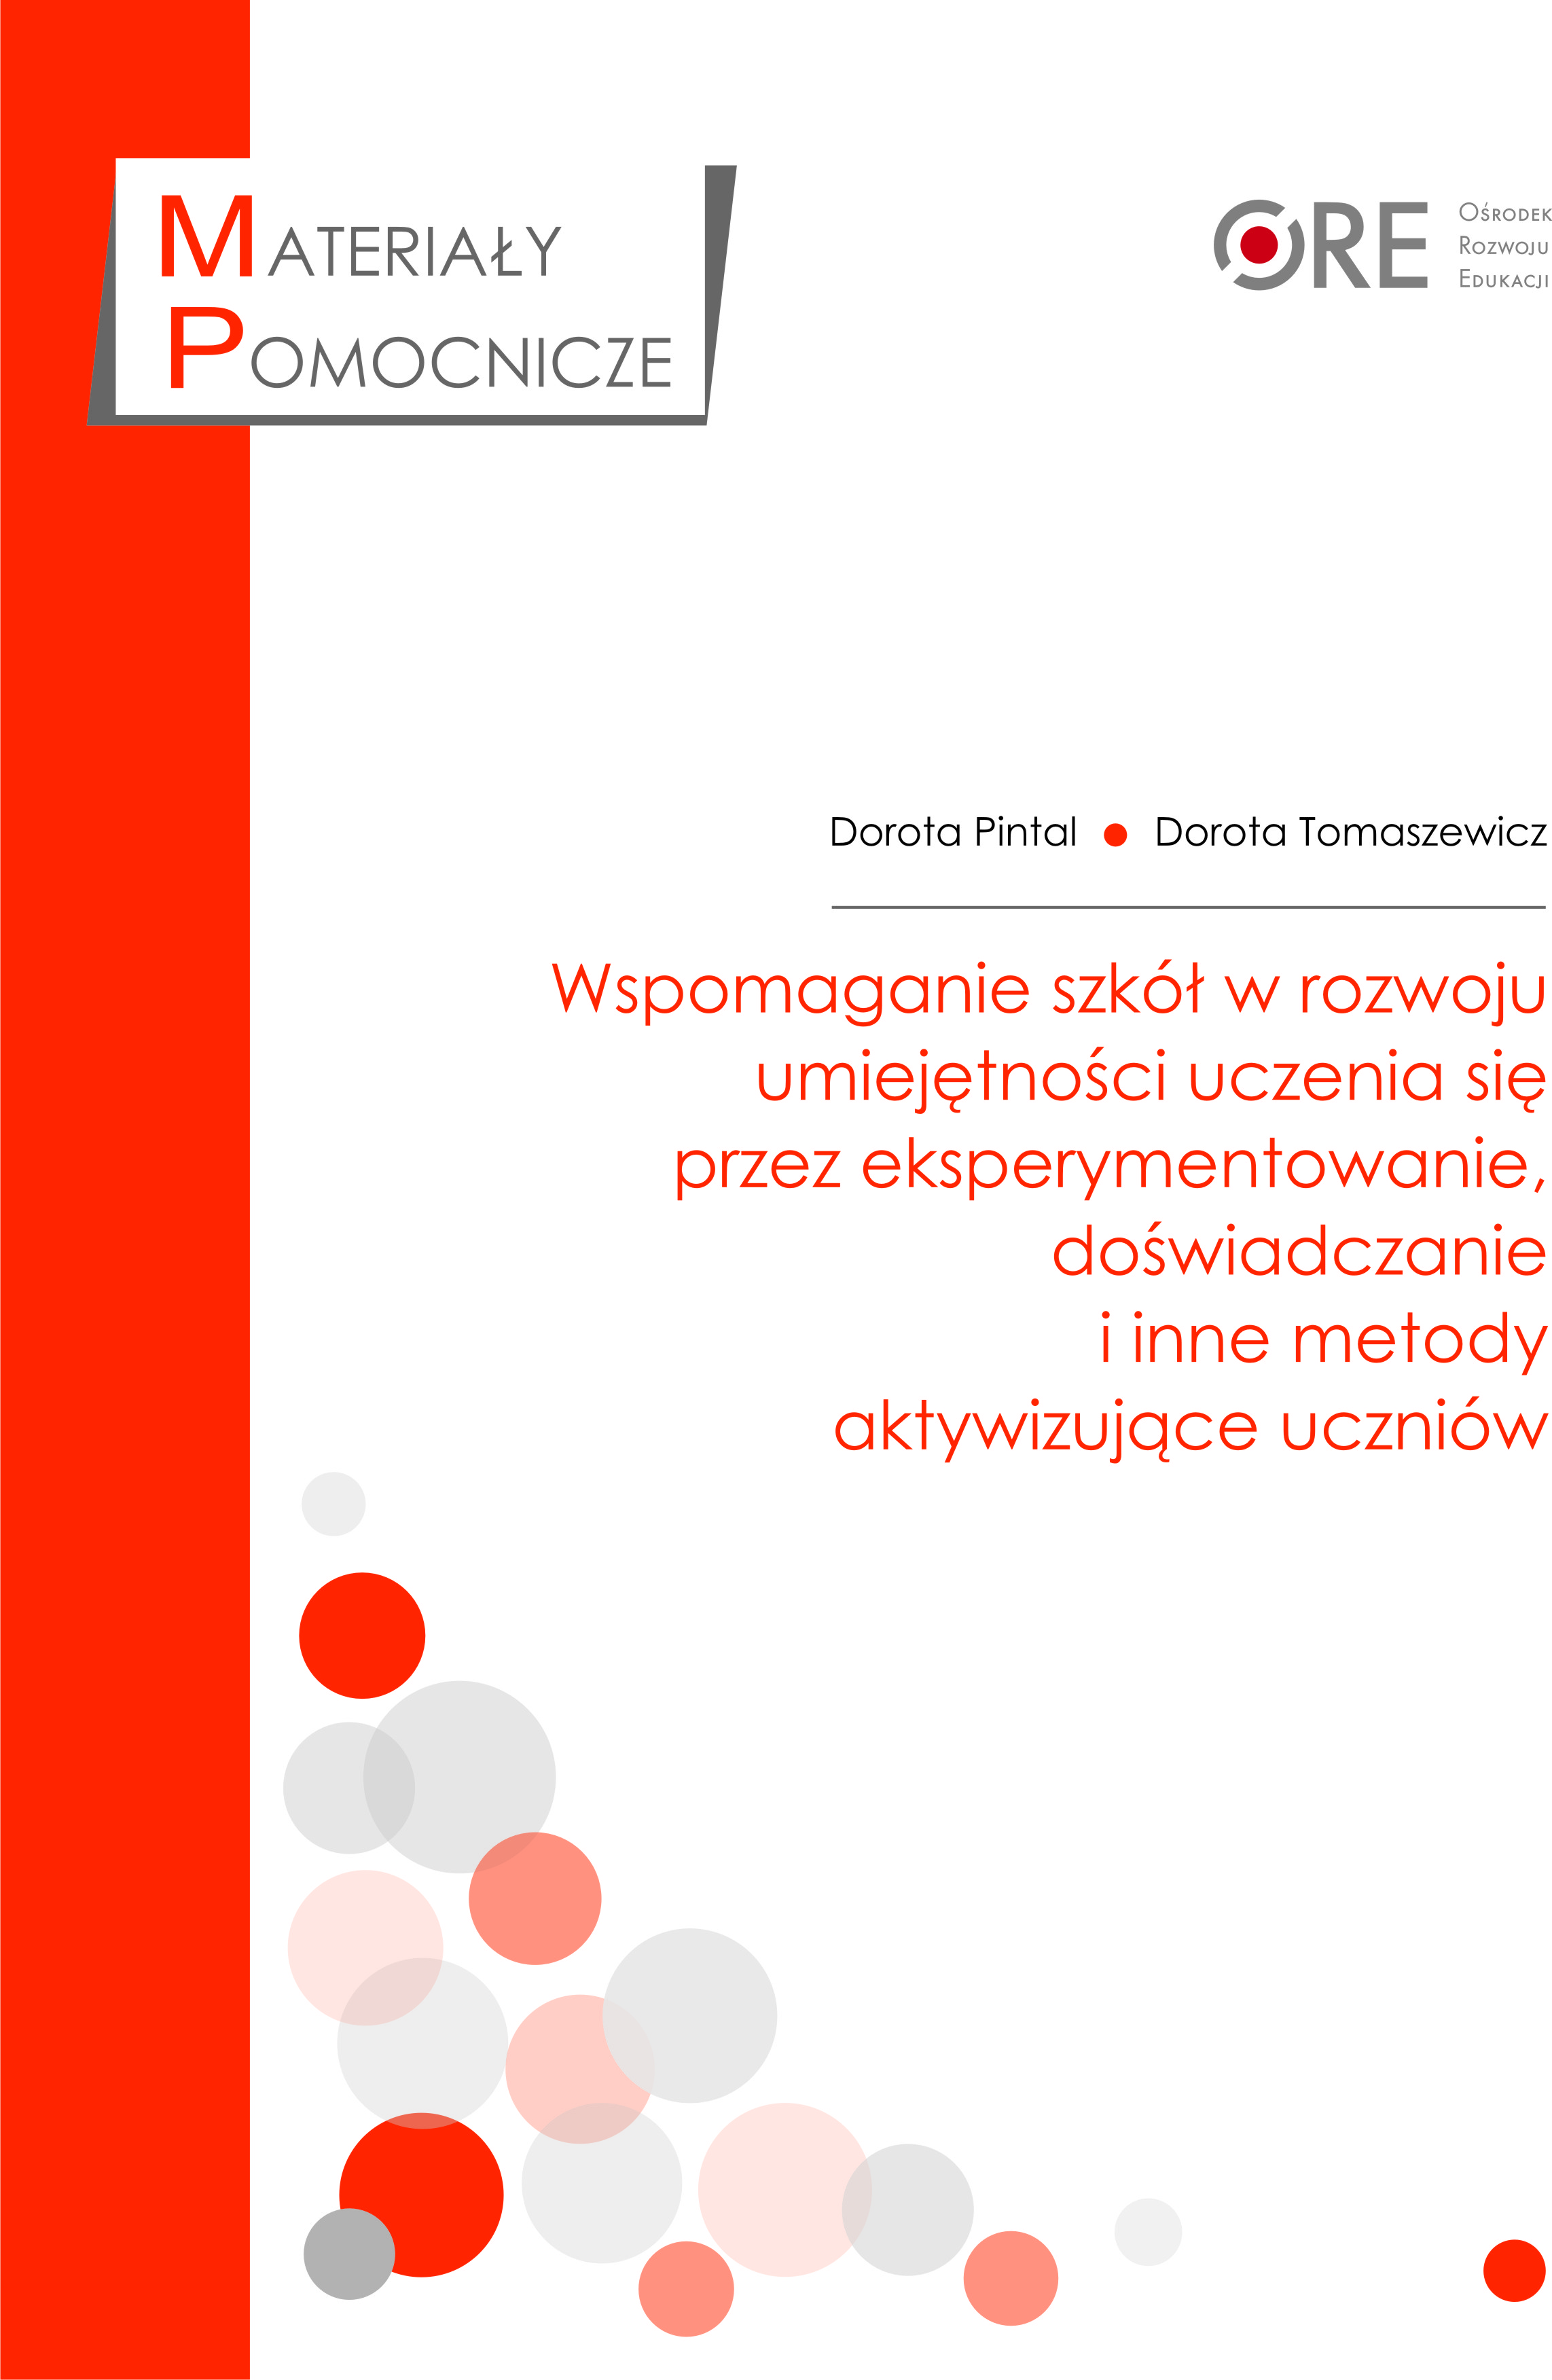 MATERIAŁY
POMOCNICZE
ORE
OŚRODEK
ROZWOJU
EDUKACJI
Dorota Pintal ● Dorota Tomaszewicz
Wspomaganie szkół w rozwoju
umiejętności uczenia się
przez eksperymentowanie,
doświadczanie
i inne metody
aktywizujące uczniów